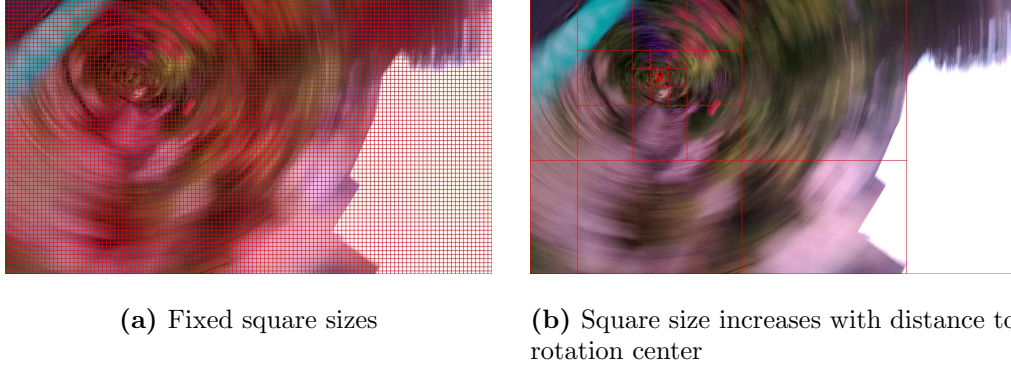 (a) Fixed square sizes
(b) Square size increases with distance to
rotation center